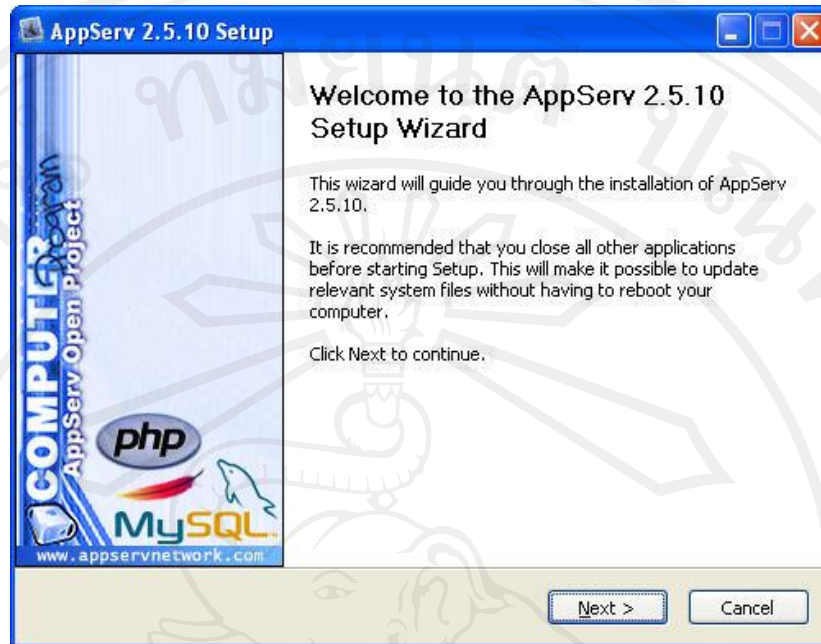 AppServ 2.5.10 Setup
Welcome to the AppServ 2.5.10
Setup Wizard
This wizard will guide you through the installation of AppServ
2.5.10.
It is recommended that you close all other applications
before starting Setup. This will make it possible to update
relevant system files without having to reboot your
computer.
Click Next to continue.
COMPUTER
Program
AppServ Open Project
php
MySQL
www.appservnetwork.com
Next >
Cancel